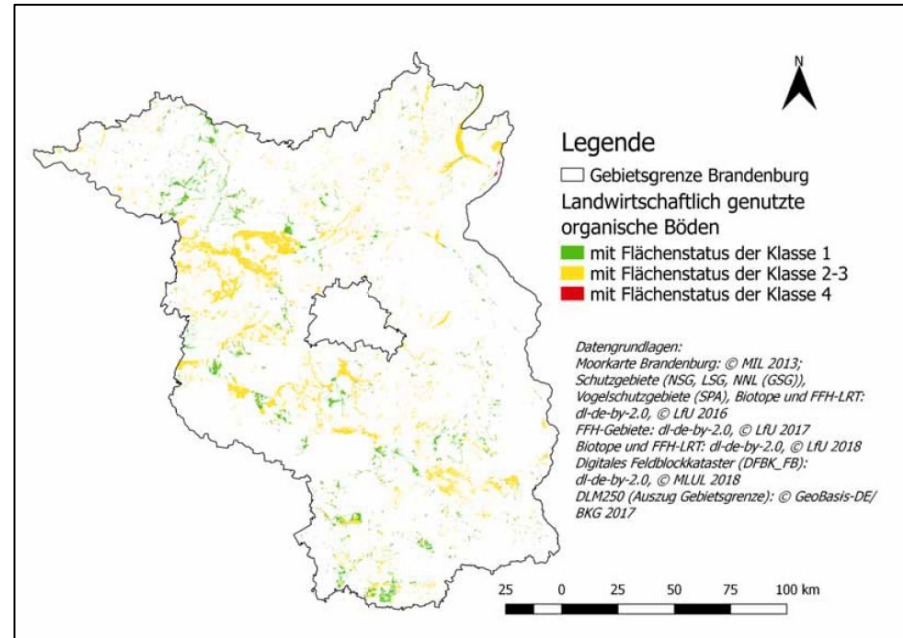 N
Legende
Gebietsgrenze Brandenburg
Landwirtschaftlich genutzte
organische Böden
mit Flächenstatus der Klasse 1
mit Flächenstatus der Klasse 2-3
mit Flächenstatus der Klasse 4
Datengrundlagen:
Moorkarte Brandenburg: © MIL 2013;
Schutzgebiete (NSG, LSG, NNL (GSG)),
Vogelschutzgebiete (SPA), Biotope und FFH-LRT:
dl-de-by-2.0, © LfU 2016
FFH-Gebiete: dl-de-by-2.0, © LfU 2017
Biotope und FFH-LRT: dl-de-by-2.0, © LfU 2018
Digitales Feldblockkataster (DFBK_FB):
dl-de-by-2.0, © MLUL 2018
DLM250 (Auszug Gebietsgrenze): © GeoBasis-DE/
BKG 2017
25 0 25 50 75 100 km